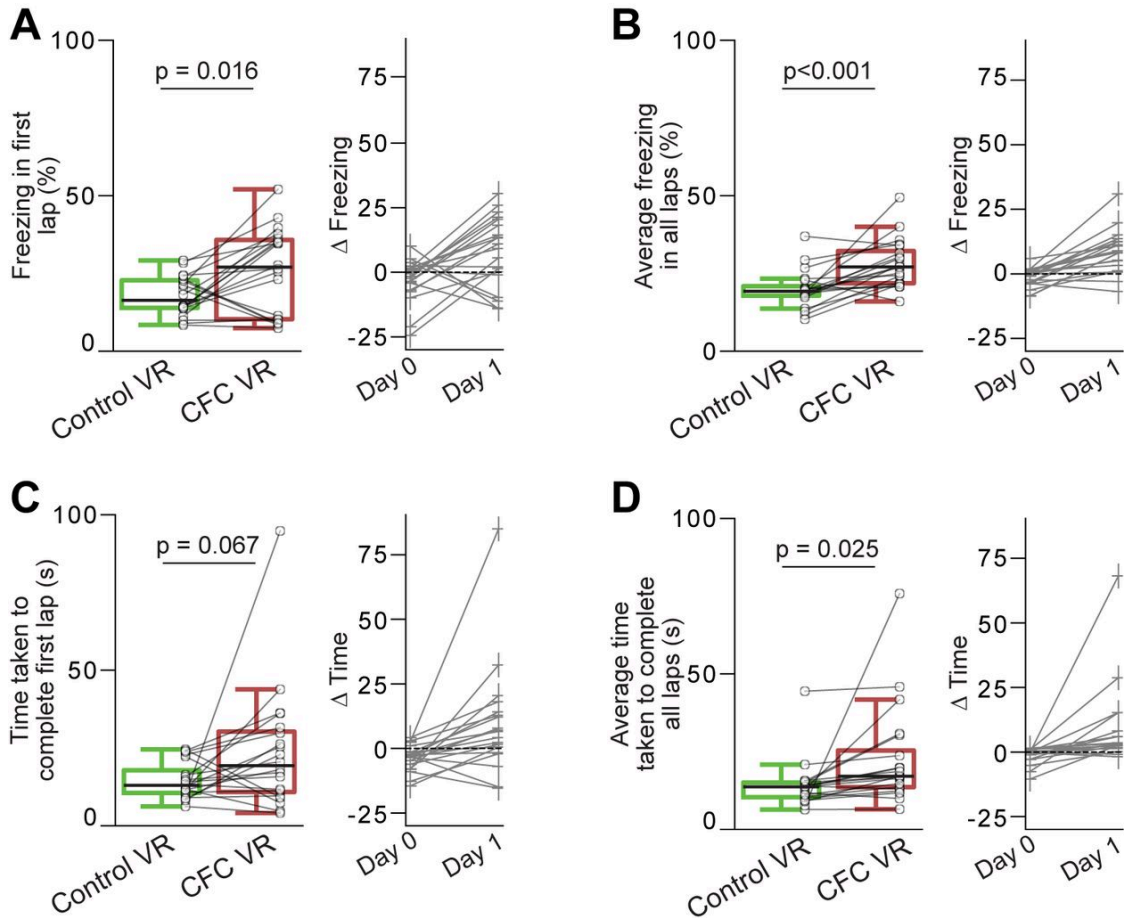 A
Freezing in first
lap (%)
100
50
0
p = 0.016
Control VR
CFC VR
Δ Freezing
75
50
25
0
-25
Day 0
Day 1
B
Average freezing
in all laps (%)
100
50
0
p<0.001
Control VR
CFC VR
Δ Freezing
75
50
25
0
-25
Day 0
Day 1
C
Time taken to
complete first lap (s)
100
50
0
p = 0.067
Control VR
CFC VR
Δ Time
75
50
25
0
-25
Day 0
Day 1
D
Average time
taken to complete
all laps (s)
100
50
0
p = 0.025
Control VR
CFC VR
Δ Time
75
50
25
0
-25
Day 0
Day 1